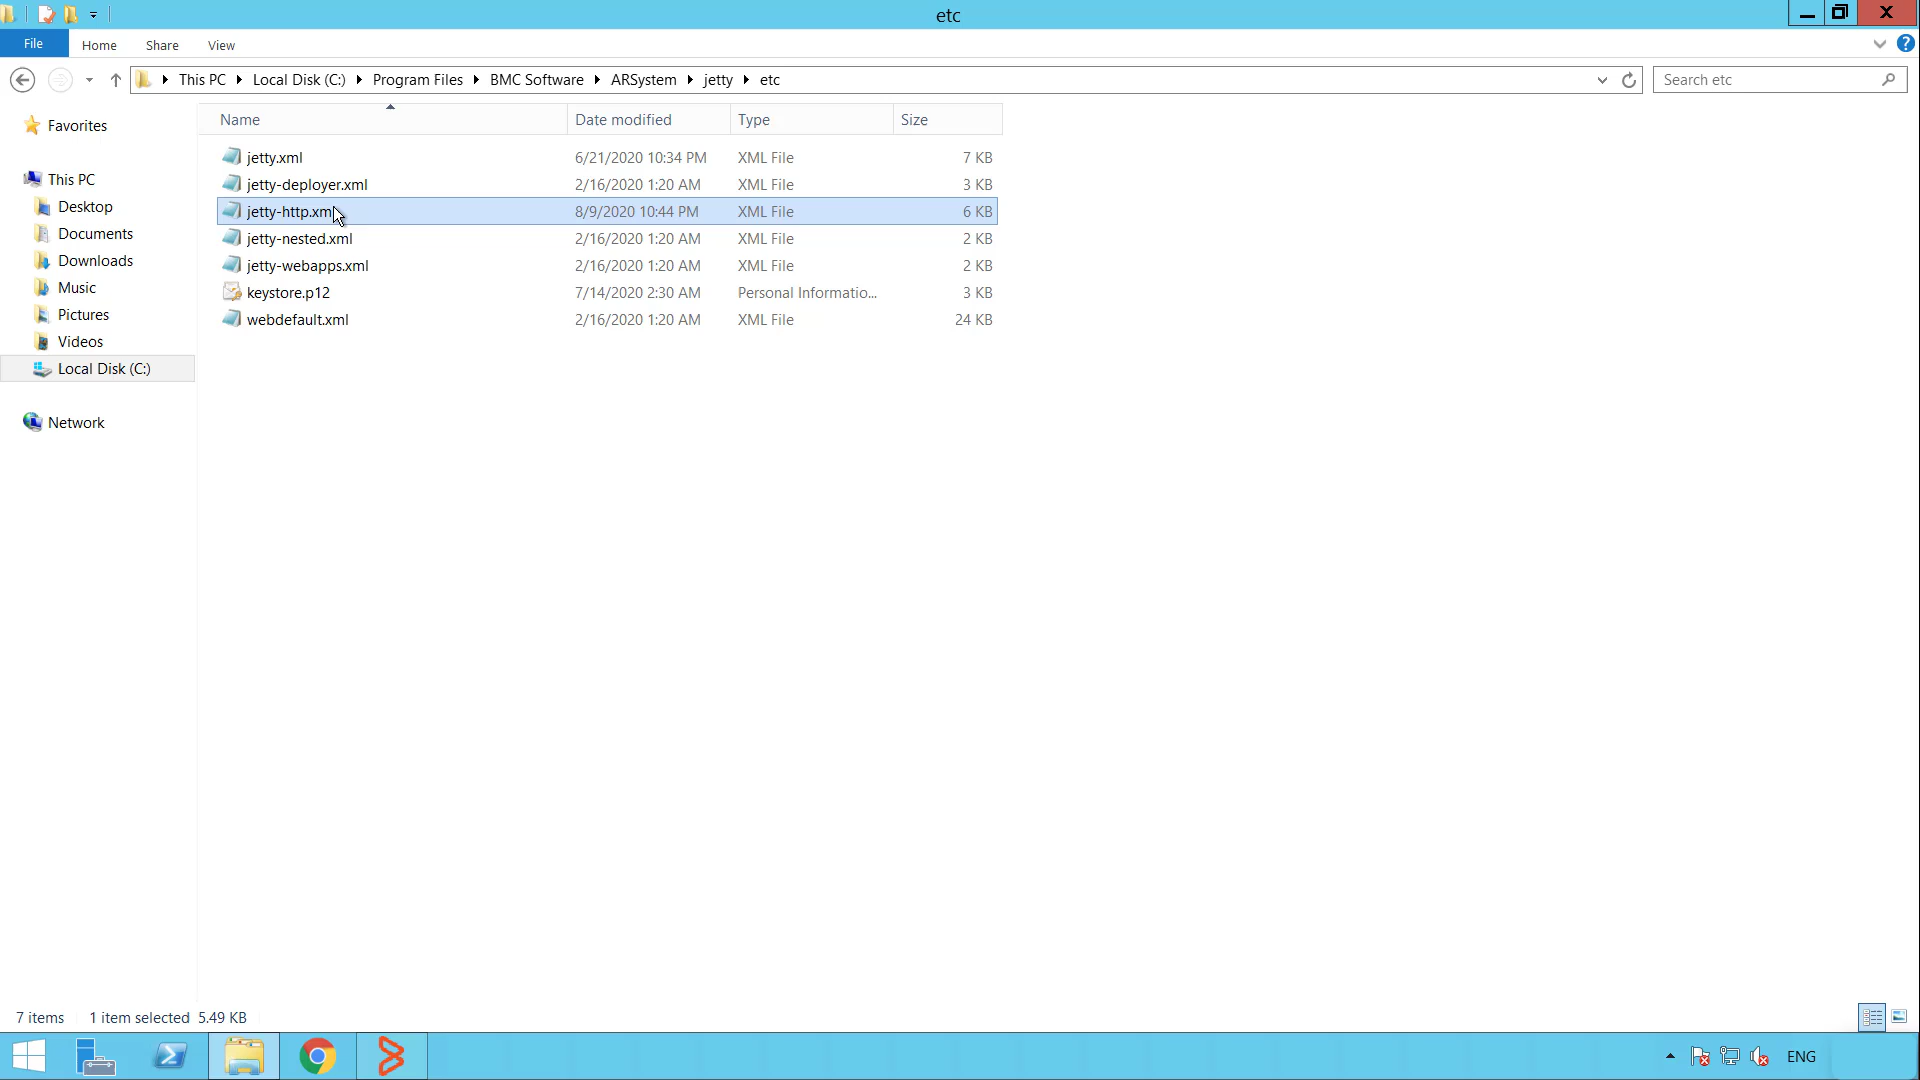 etc
File Home Share View
This PC Local Disk (C:) Program Files BMC Software ARSystem jetty etc
Search etc
Favorites
This PC
Desktop
Documents
Downloads
Music
Pictures
Videos
Local Disk (C:)
Network
Name Date modified Type Size
jetty.xml 6/21/2020 10:34 PM XML File 7 KB
jetty-deployer.xml 2/16/2020 1:20 AM XML File 3 KB
jetty-http.xml 8/9/2020 10:44 PM XML File 6 KB
jetty-nested.xml 2/16/2020 1:20 AM XML File 2 KB
jetty-webapps.xml 2/16/2020 1:20 AM XML File 2 KB
keystore.p12 7/14/2020 2:30 AM Personal Informatio... 3 KB
webdefault.xml 2/16/2020 1:20 AM XML File 24 KB
7 items 1 item selected 5.49 KB
ENG